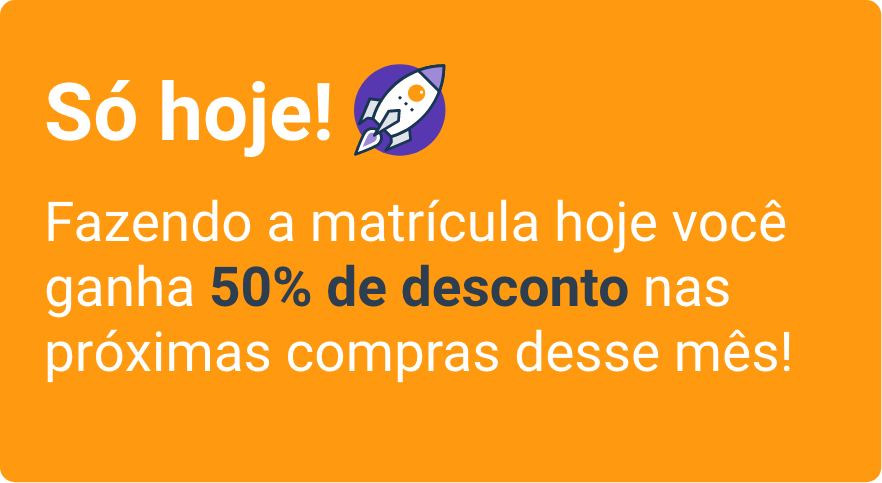 Só hoje!
Fazendo a matrícula hoje você
ganha 50% de desconto nas
próximas compras desse mês!